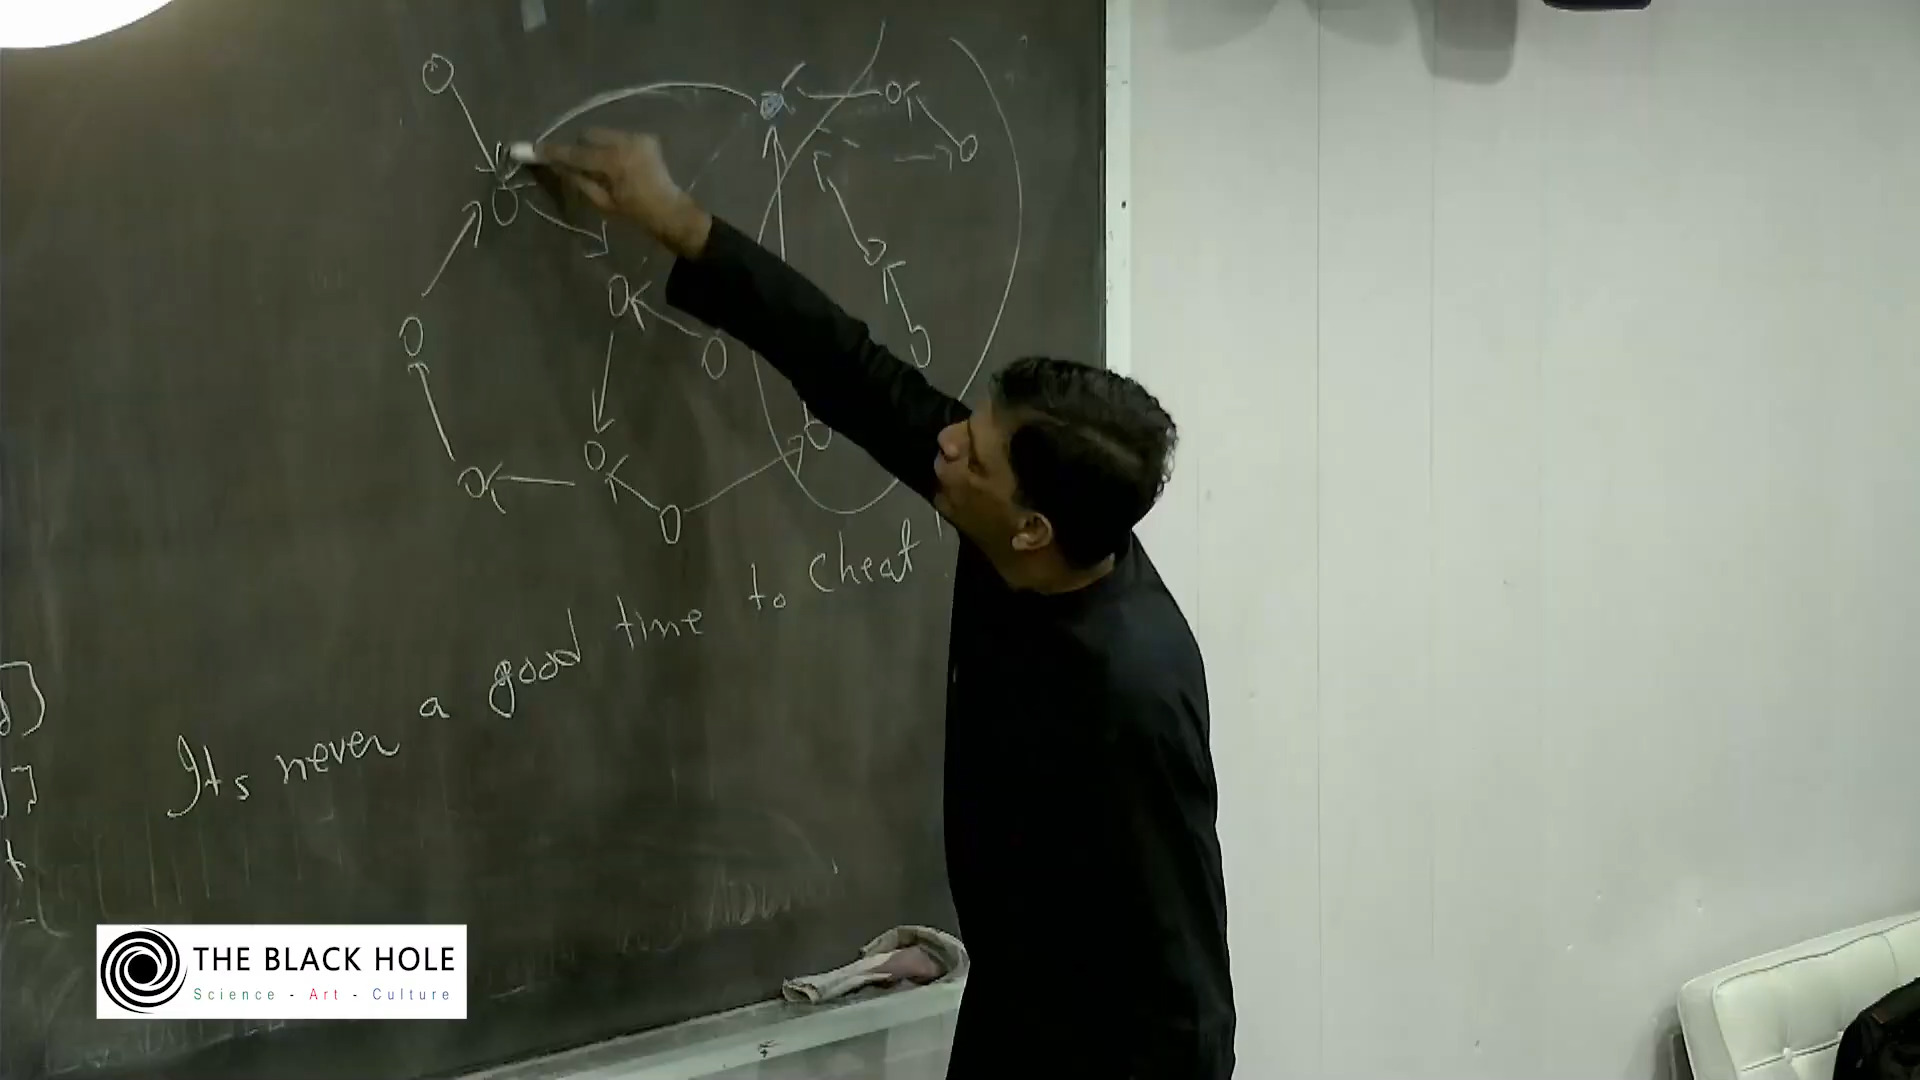 Its never a good time to cheat
THE BLACK HOLE
Science - Art - Culture